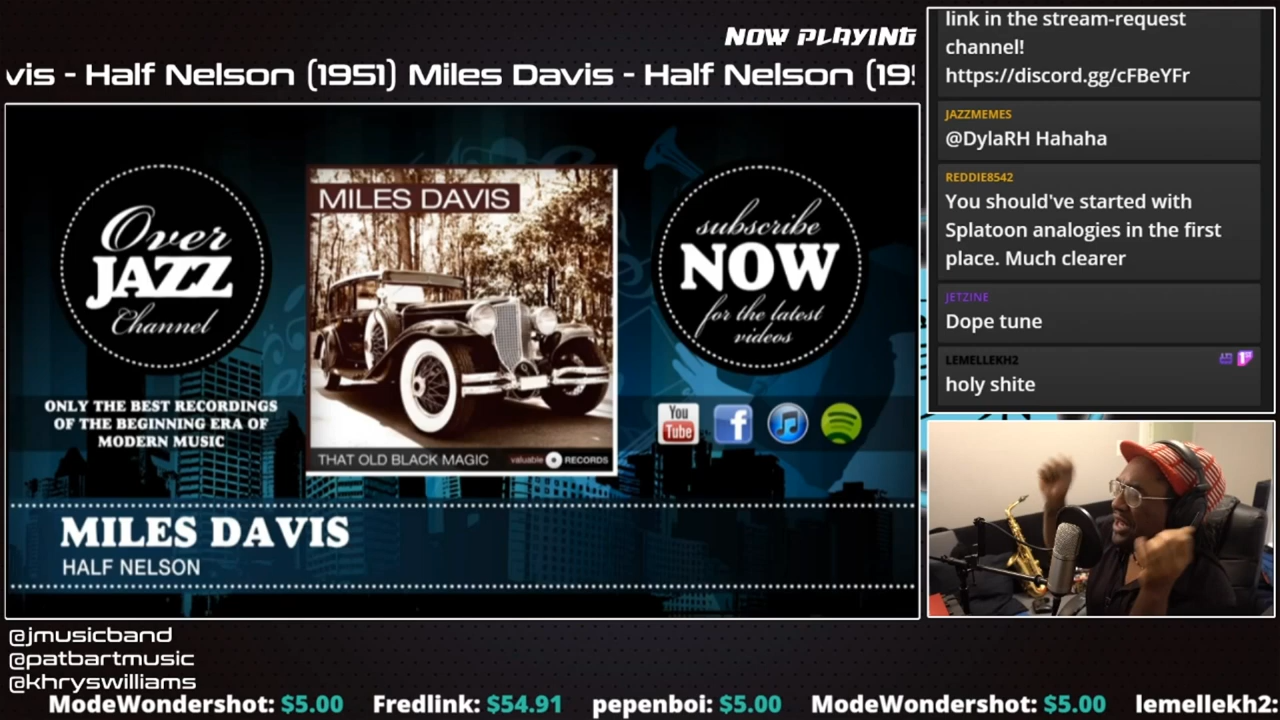 NOW PLAYING
vis - Half Nelson (1951) Miles Davis - Half Nelson (19
Over
JAZZ
Channel
ONLY THE BEST RECORDINGS
OF THE BEGINNING ERA OF
MODERN MUSIC
MILES DAVIS
THAT OLD BLACK MAGIC valuable RECORDS
subscribe
NOW
for the latest
videos
You
Tube
MILES DAVIS
HALF NELSON
link in the stream-request
channel!
https://discord.gg/cFBeYFr
JAZZMEMES
@DylaRH Hahaha
REDDIE8542
You should've started with
Splatoon analogies in the first
place. Much clearer
JETZINE
Dope tune
LEMELLEKH2
holy shite
@jmusicband
@patbartmusic
@khryswilliams
ModeWondershot: $5.00 Fredlink: $54.91 pepenboi: $5.00 ModeWondershot: $5.00 lemellekh2: